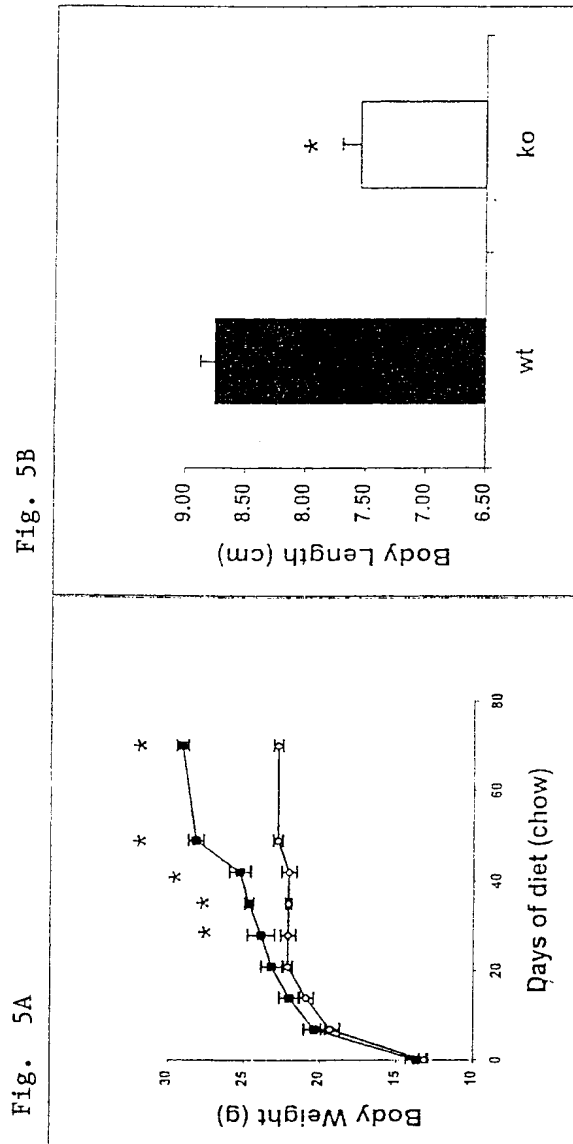 Fig. 5A
30
25
20
15
10
Body Weight (g)
* * * * *
0 20 40 60 80
Days of diet (chow)
Fig. 5B
9.00
8.50
8.00
7.50
7.00
6.50
Body Length (cm)
*
wt ko